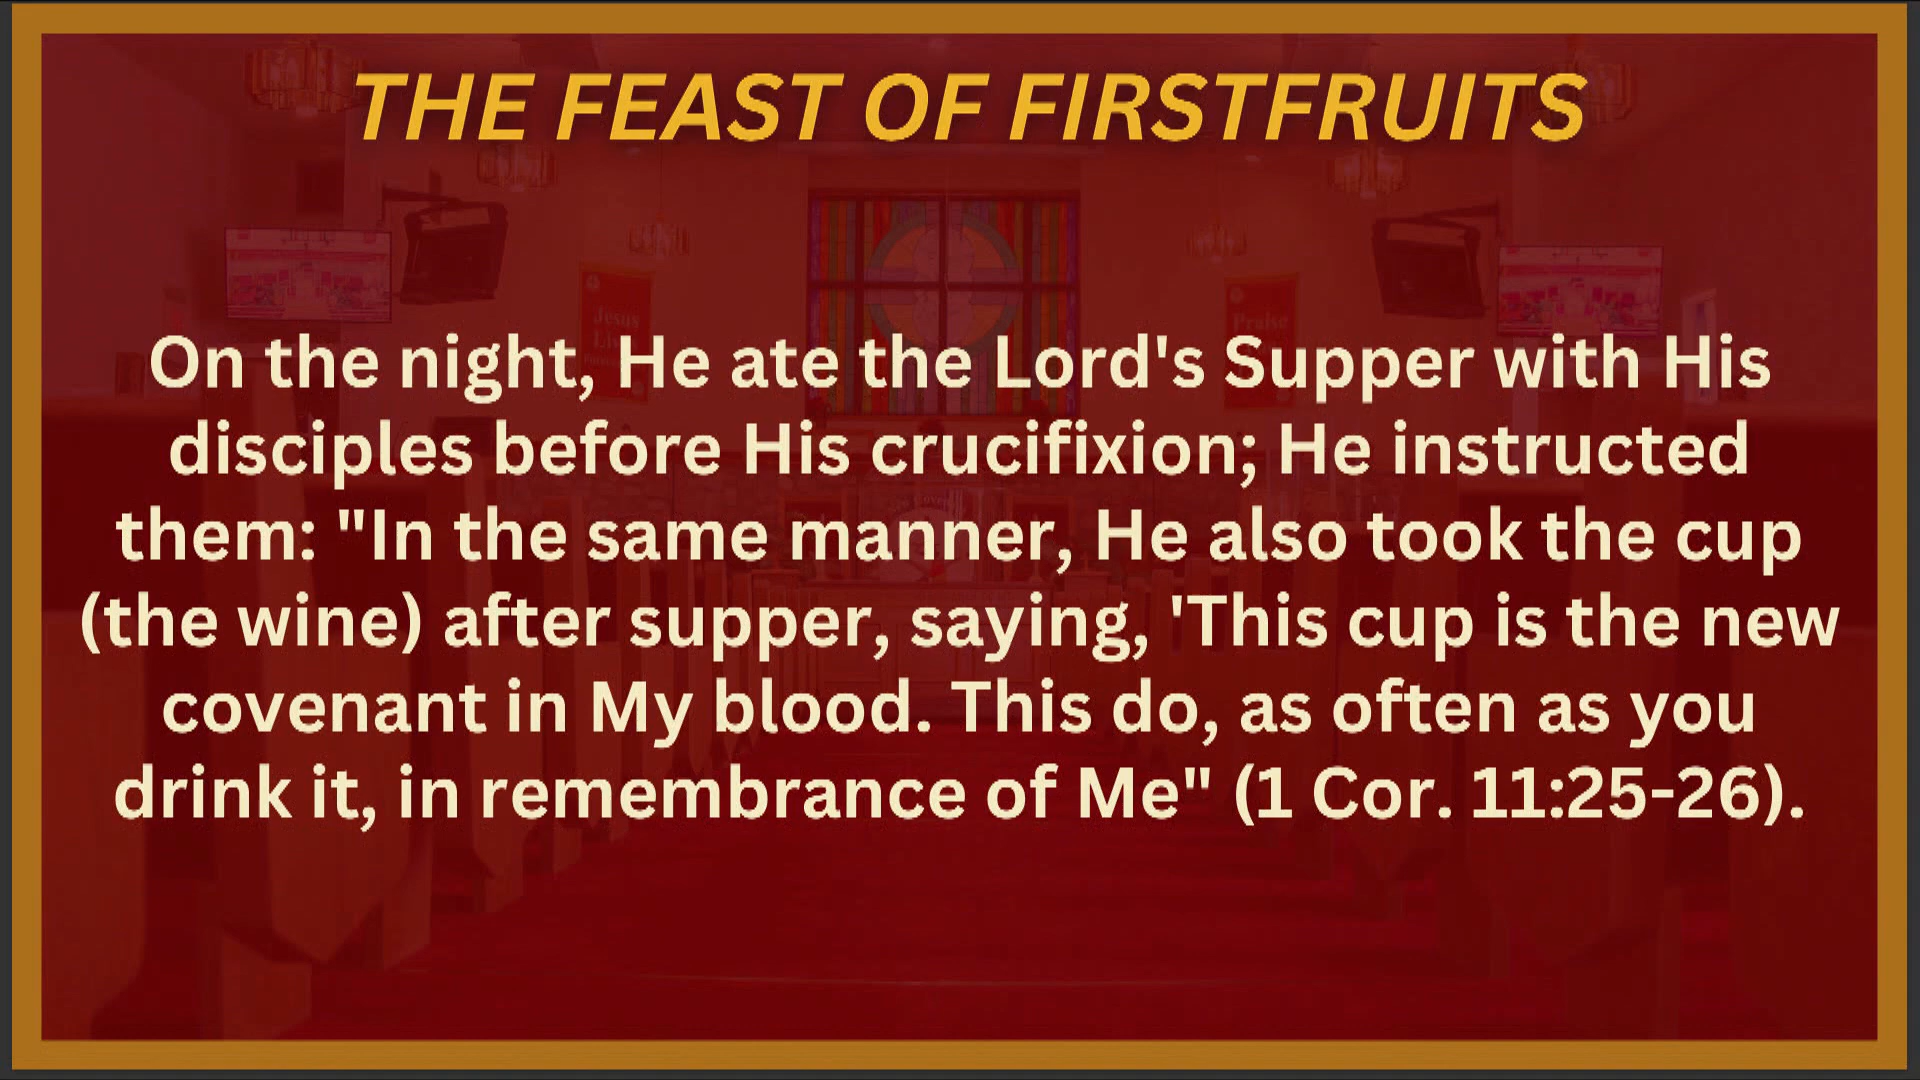 THE FEAST OF FIRSTFRUITS
Jesus
Praise
On the night, He ate the Lord's Supper with His
disciples before His crucifixion; He instructed
them: "In the same manner, He also took the cup
(the wine) after supper, saying, 'This cup is the new
covenant in My blood. This do, as often as you
drink it, in remembrance of Me" (1 Cor. 11:25-26).